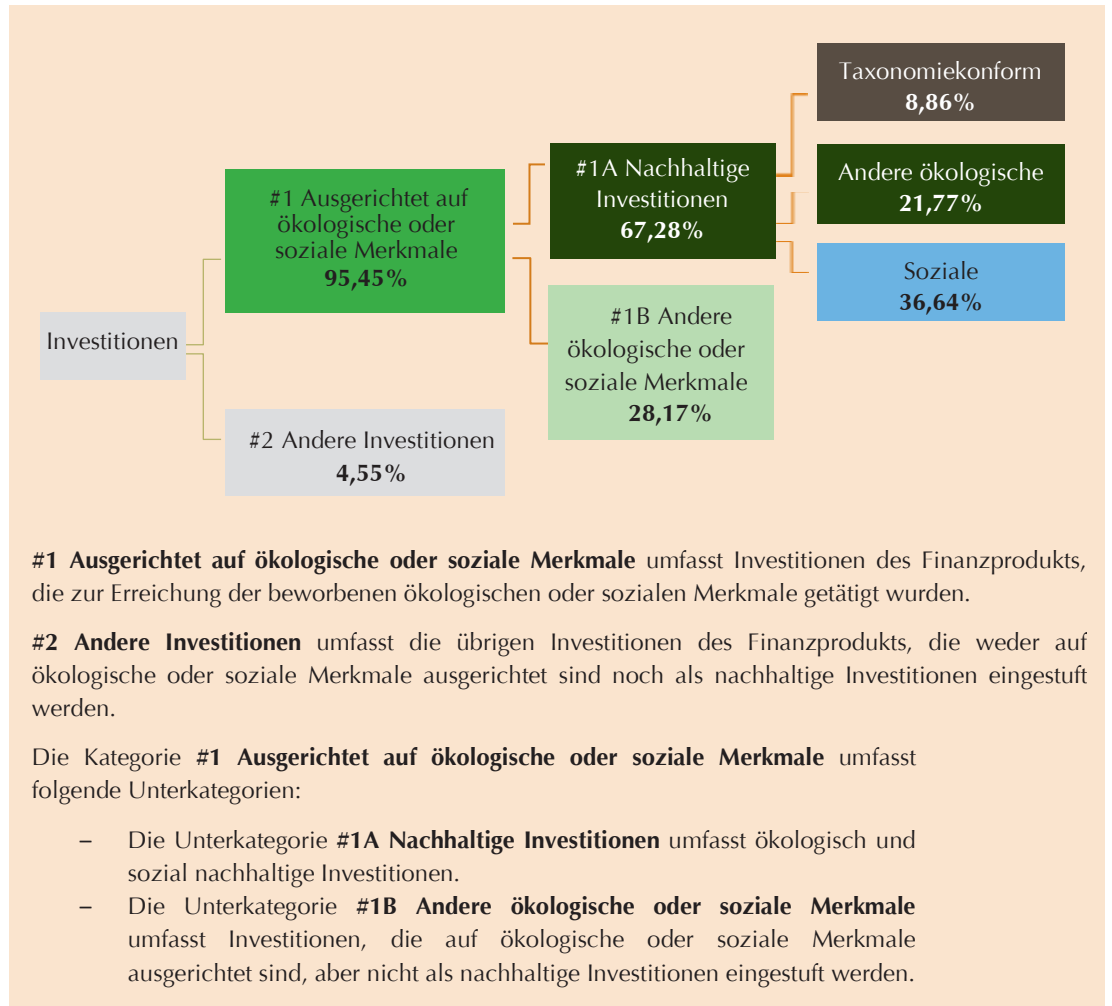 Investitionen
#1 Ausgerichtet auf
ökologische oder
soziale Merkmale
95,45%
#2 Andere Investitionen
4,55%
#1A Nachhaltige
Investitionen
67,28%
#1B Andere
ökologische oder
soziale Merkmale
28,17%
Taxonomiekonform
8,86%
Andere ökologische
21,77%
Soziale
36,64%
#1 Ausgerichtet auf ökologische oder soziale Merkmale umfasst Investitionen des Finanzprodukts,
die zur Erreichung der beworbenen ökologischen oder sozialen Merkmale getätigt wurden.
#2 Andere Investitionen umfasst die übrigen Investitionen des Finanzprodukts, die weder auf
ökologische oder soziale Merkmale ausgerichtet sind noch als nachhaltige Investitionen eingestuft
werden.
Die Kategorie #1 Ausgerichtet auf ökologische oder soziale Merkmale umfasst
folgende Unterkategorien:
– Die Unterkategorie #1A Nachhaltige Investitionen umfasst ökologisch und
sozial nachhaltige Investitionen.
– Die Unterkategorie #1B Andere ökologische oder soziale Merkmale
umfasst Investitionen, die auf ökologische oder soziale Merkmale
ausgerichtet sind, aber nicht als nachhaltige Investitionen eingestuft werden.